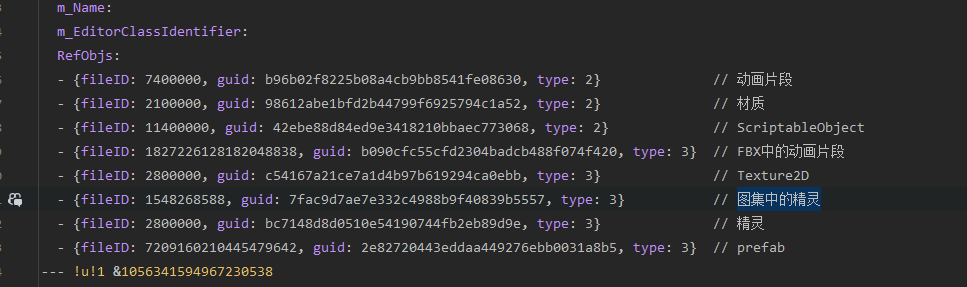 m_Name:
m_EditorClassIdentifier:
RefObjs:
- {fileID: 7400000, guid: b96b02f8225b08a4cb9bb8541fe08630, type: 2} // 动画片段
- {fileID: 2100000, guid: 98612abe1bfd2b44799f6925794c1a52, type: 2} // 材质
- {fileID: 11400000, guid: 42ebe88d84ed9e3418210bbaec773068, type: 2} // ScriptableObject
- {fileID: 1827226128182048838, guid: b090cfc55cfd2304badcb488f074f420, type: 3} // FBX中的动画片段
- {fileID: 2800000, guid: c54167a21ce7a1d4b97b619294ca0ebb, type: 3} // Texture2D
- {fileID: 1548268588, guid: 7fac9d7ae7e332c4988b9f40839b5557, type: 3} // 图集中的精灵
- {fileID: 2800000, guid: bc7148d8d0510e54190744fb2eb89d9e, type: 3} // 精灵
- {fileID: 7209160210445479642, guid: 2e82720443eddaa449276ebb0031a8b5, type: 3} // prefab
--- !u!1 &1056341594967230538